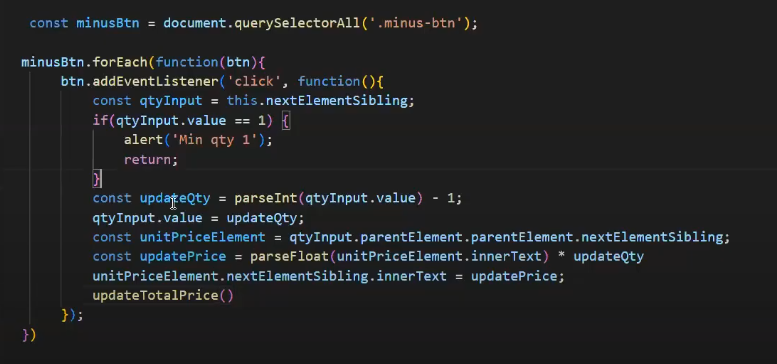 const minusBtn = document.querySelectorAll('.minus-btn');
minusBtn.forEach(function(btn){
btn.addEventListener('click', function(){
const qtyInput = this.nextElementSibling;
if(qtyInput.value == 1) {
alert('Min qty 1');
return;
}
const updateQty = parseInt(qtyInput.value) - 1;
qtyInput.value = updateQty;
const unitPriceElement = qtyInput.parentElement.parentElement.nextElementSibling;
const updatePrice = parseFloat(unitPriceElement.innerText) * updateQty
unitPriceElement.nextElementSibling.innerText = updatePrice;
updateTotalPrice()
});
})